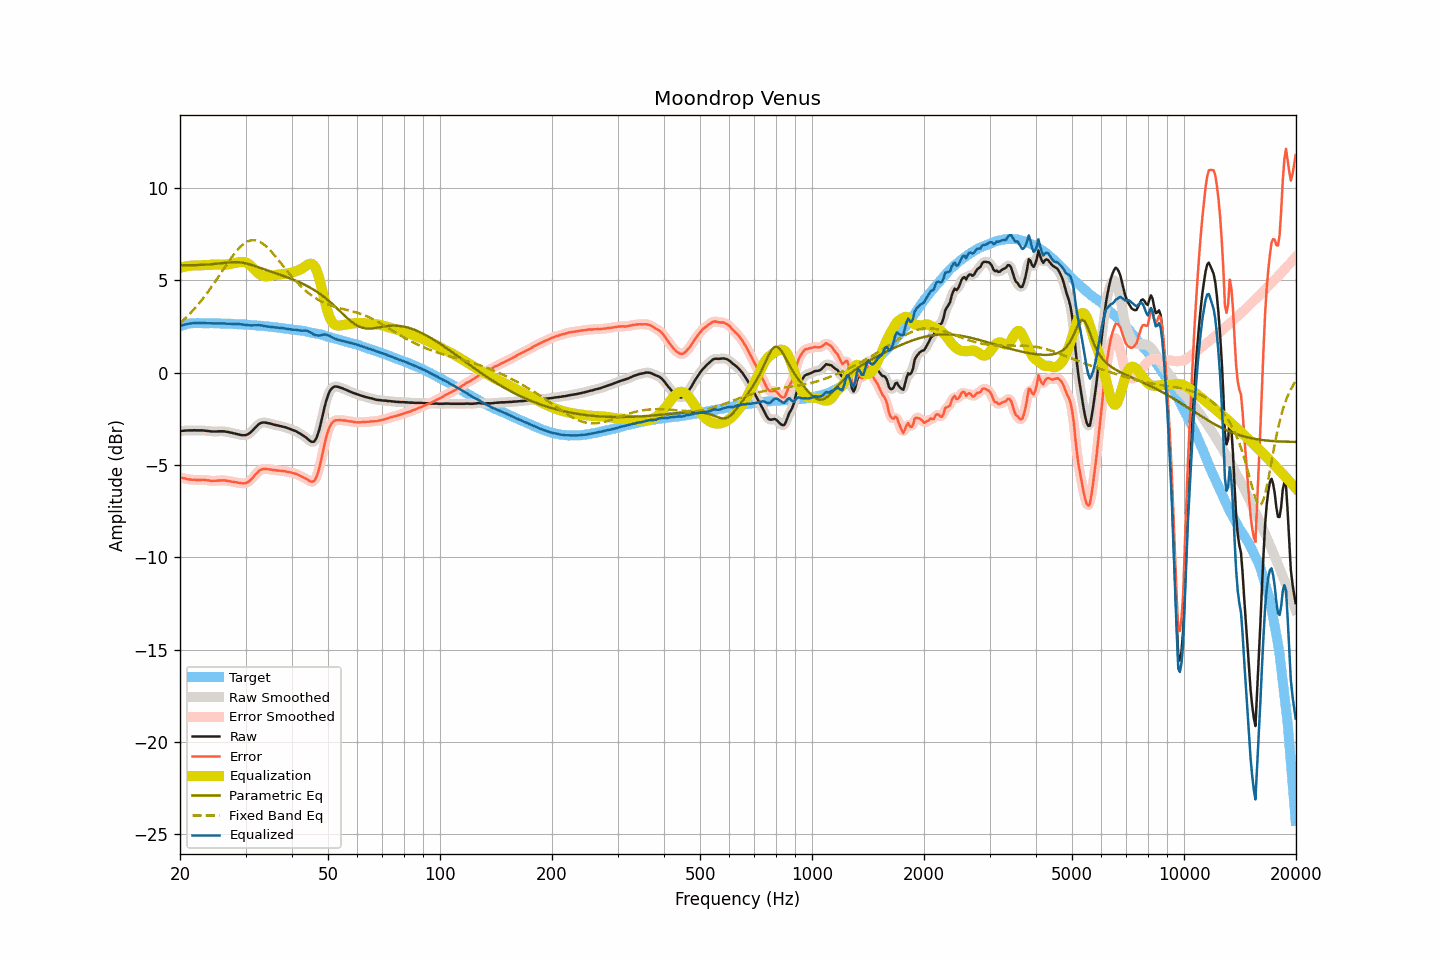 Moondrop Venus
Amplitude (dBr)
10
5
0
−5
−10
−15
−20
−25
Target
Raw Smoothed
Error Smoothed
Raw
Error
Equalization
Parametric Eq
Fixed Band Eq
Equalized
20 50 100 200 500 1000 2000 5000 10000 20000
Frequency (Hz)